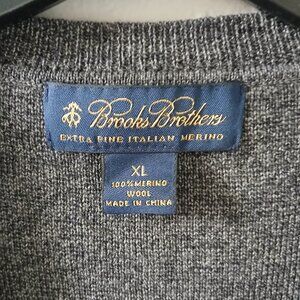 Brooks Brothers
EXTRA FINE ITALIAN MERINO
XL
100% MERINO
WOOL
MADE IN CHINA